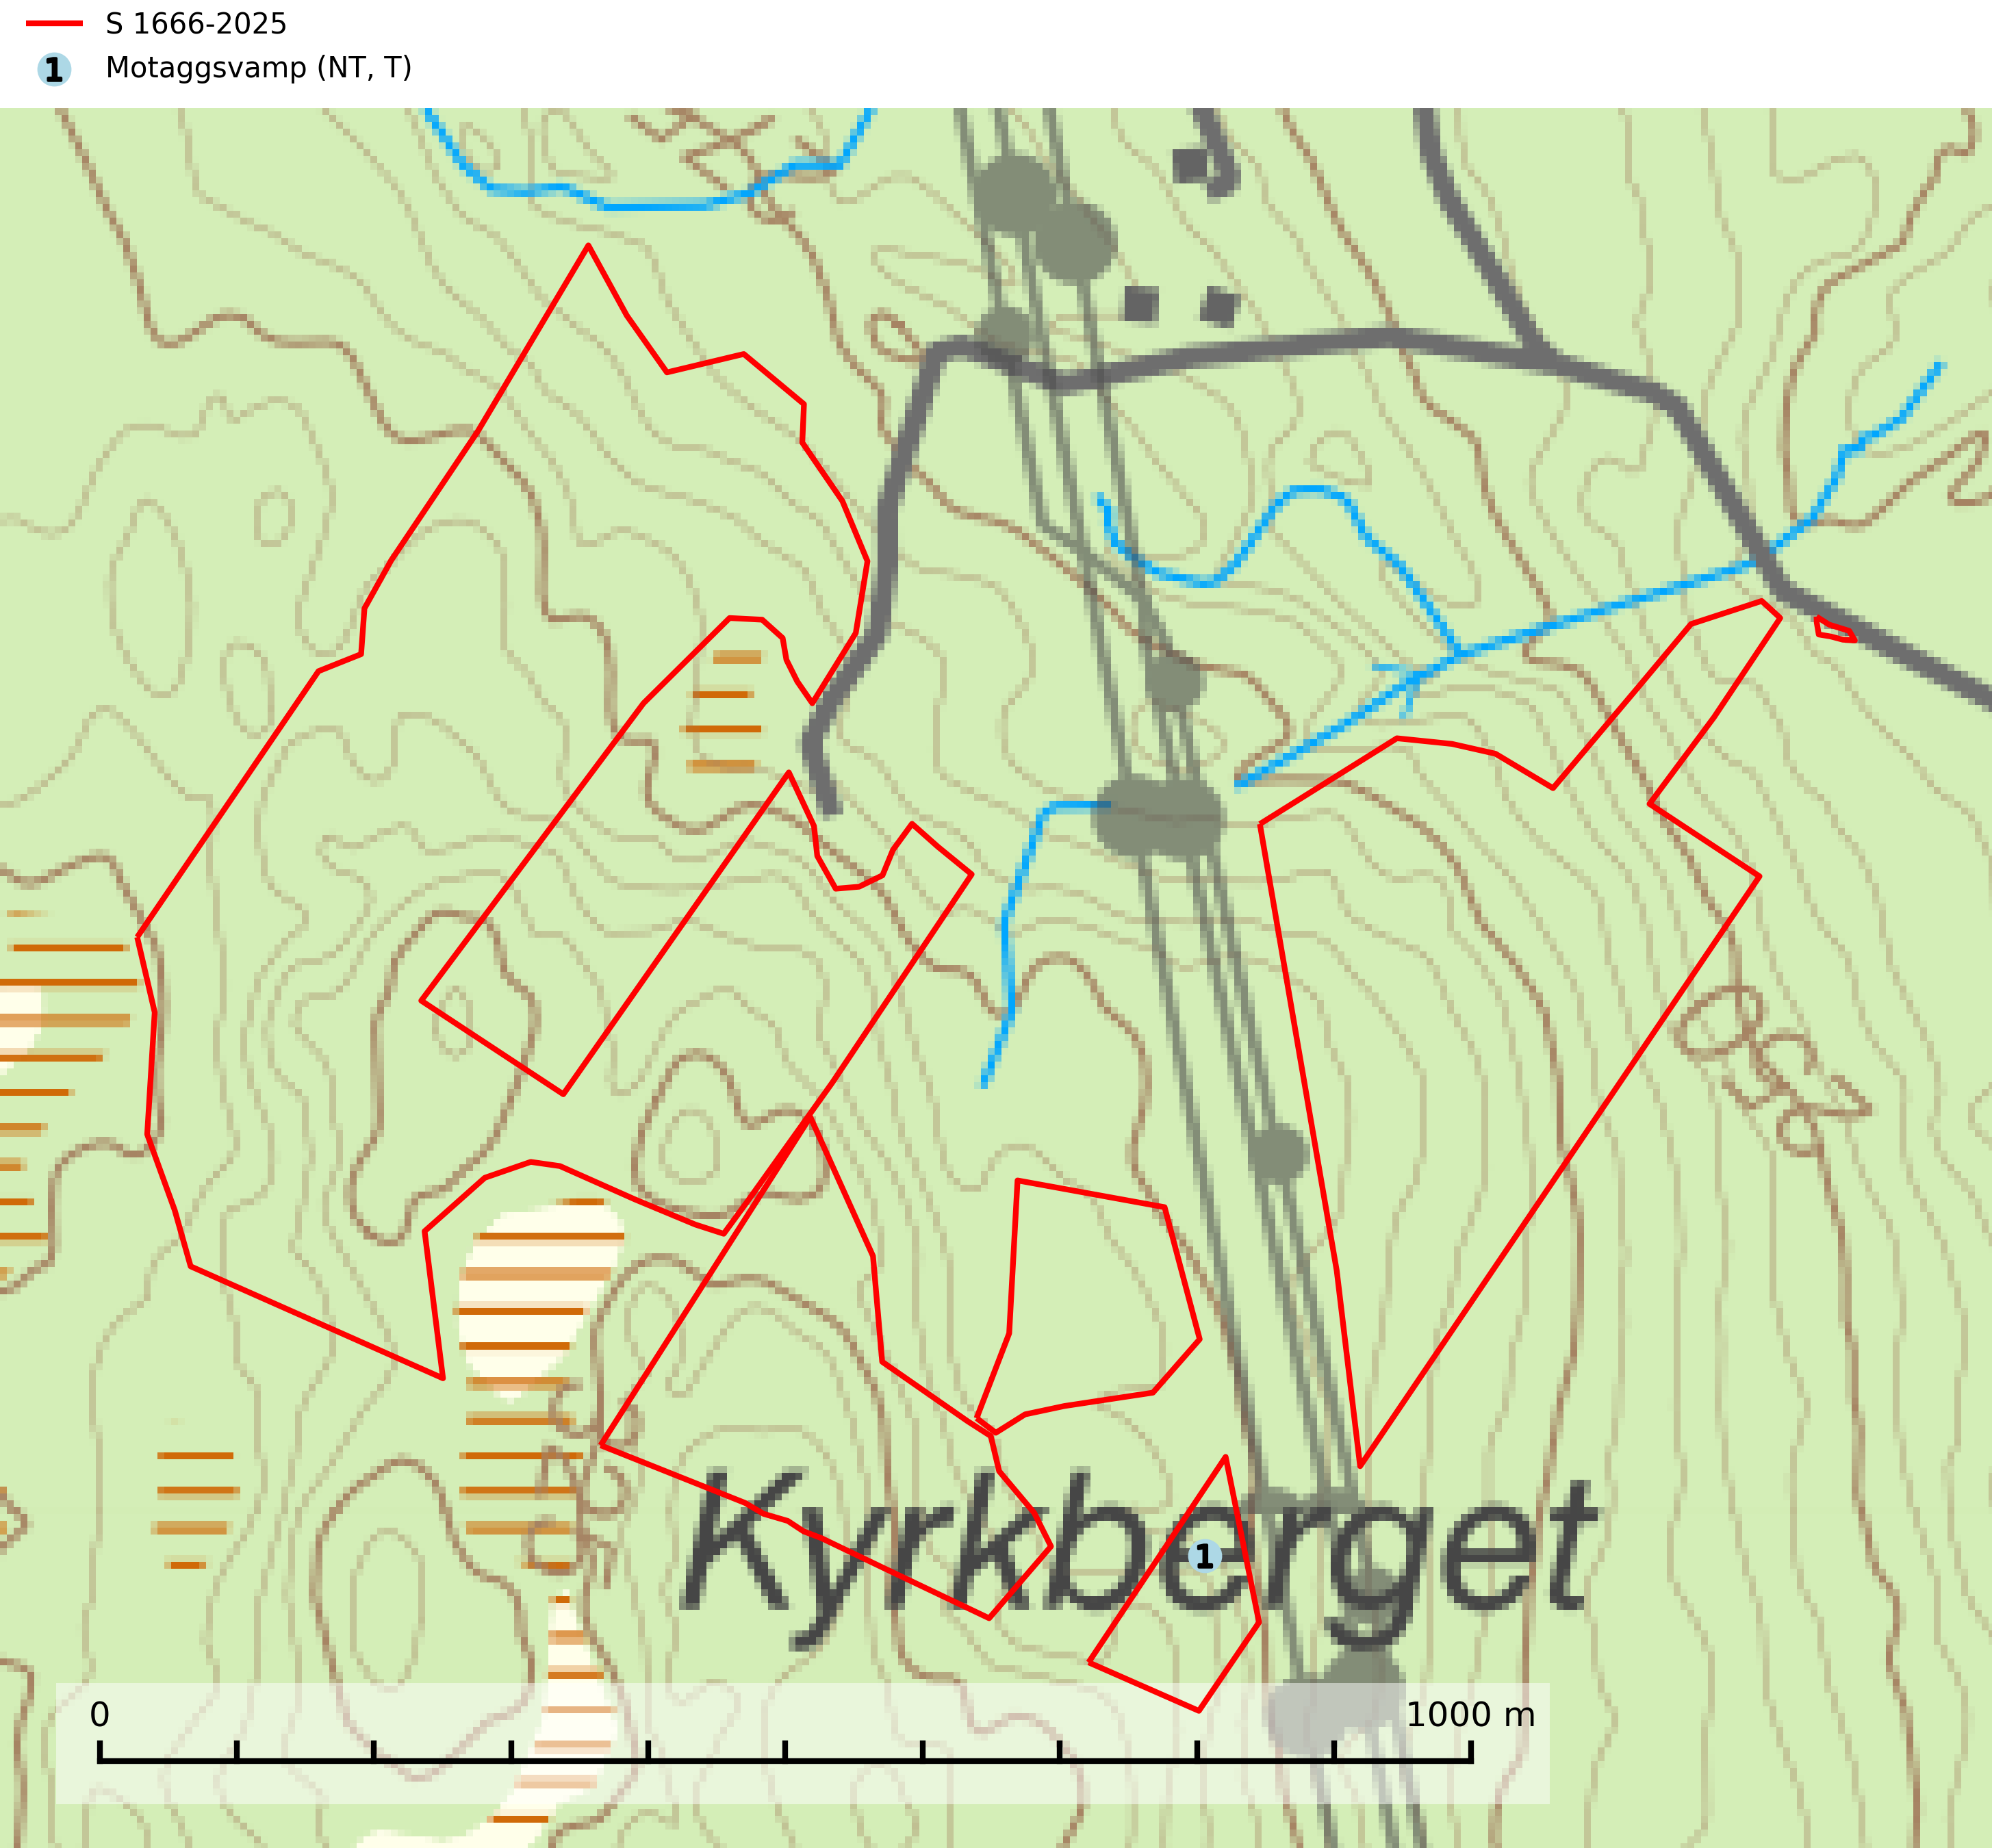 S 1666-2025
1 Motaggsvamp (NT, T)
Kyrkberget
1
0 1000 m